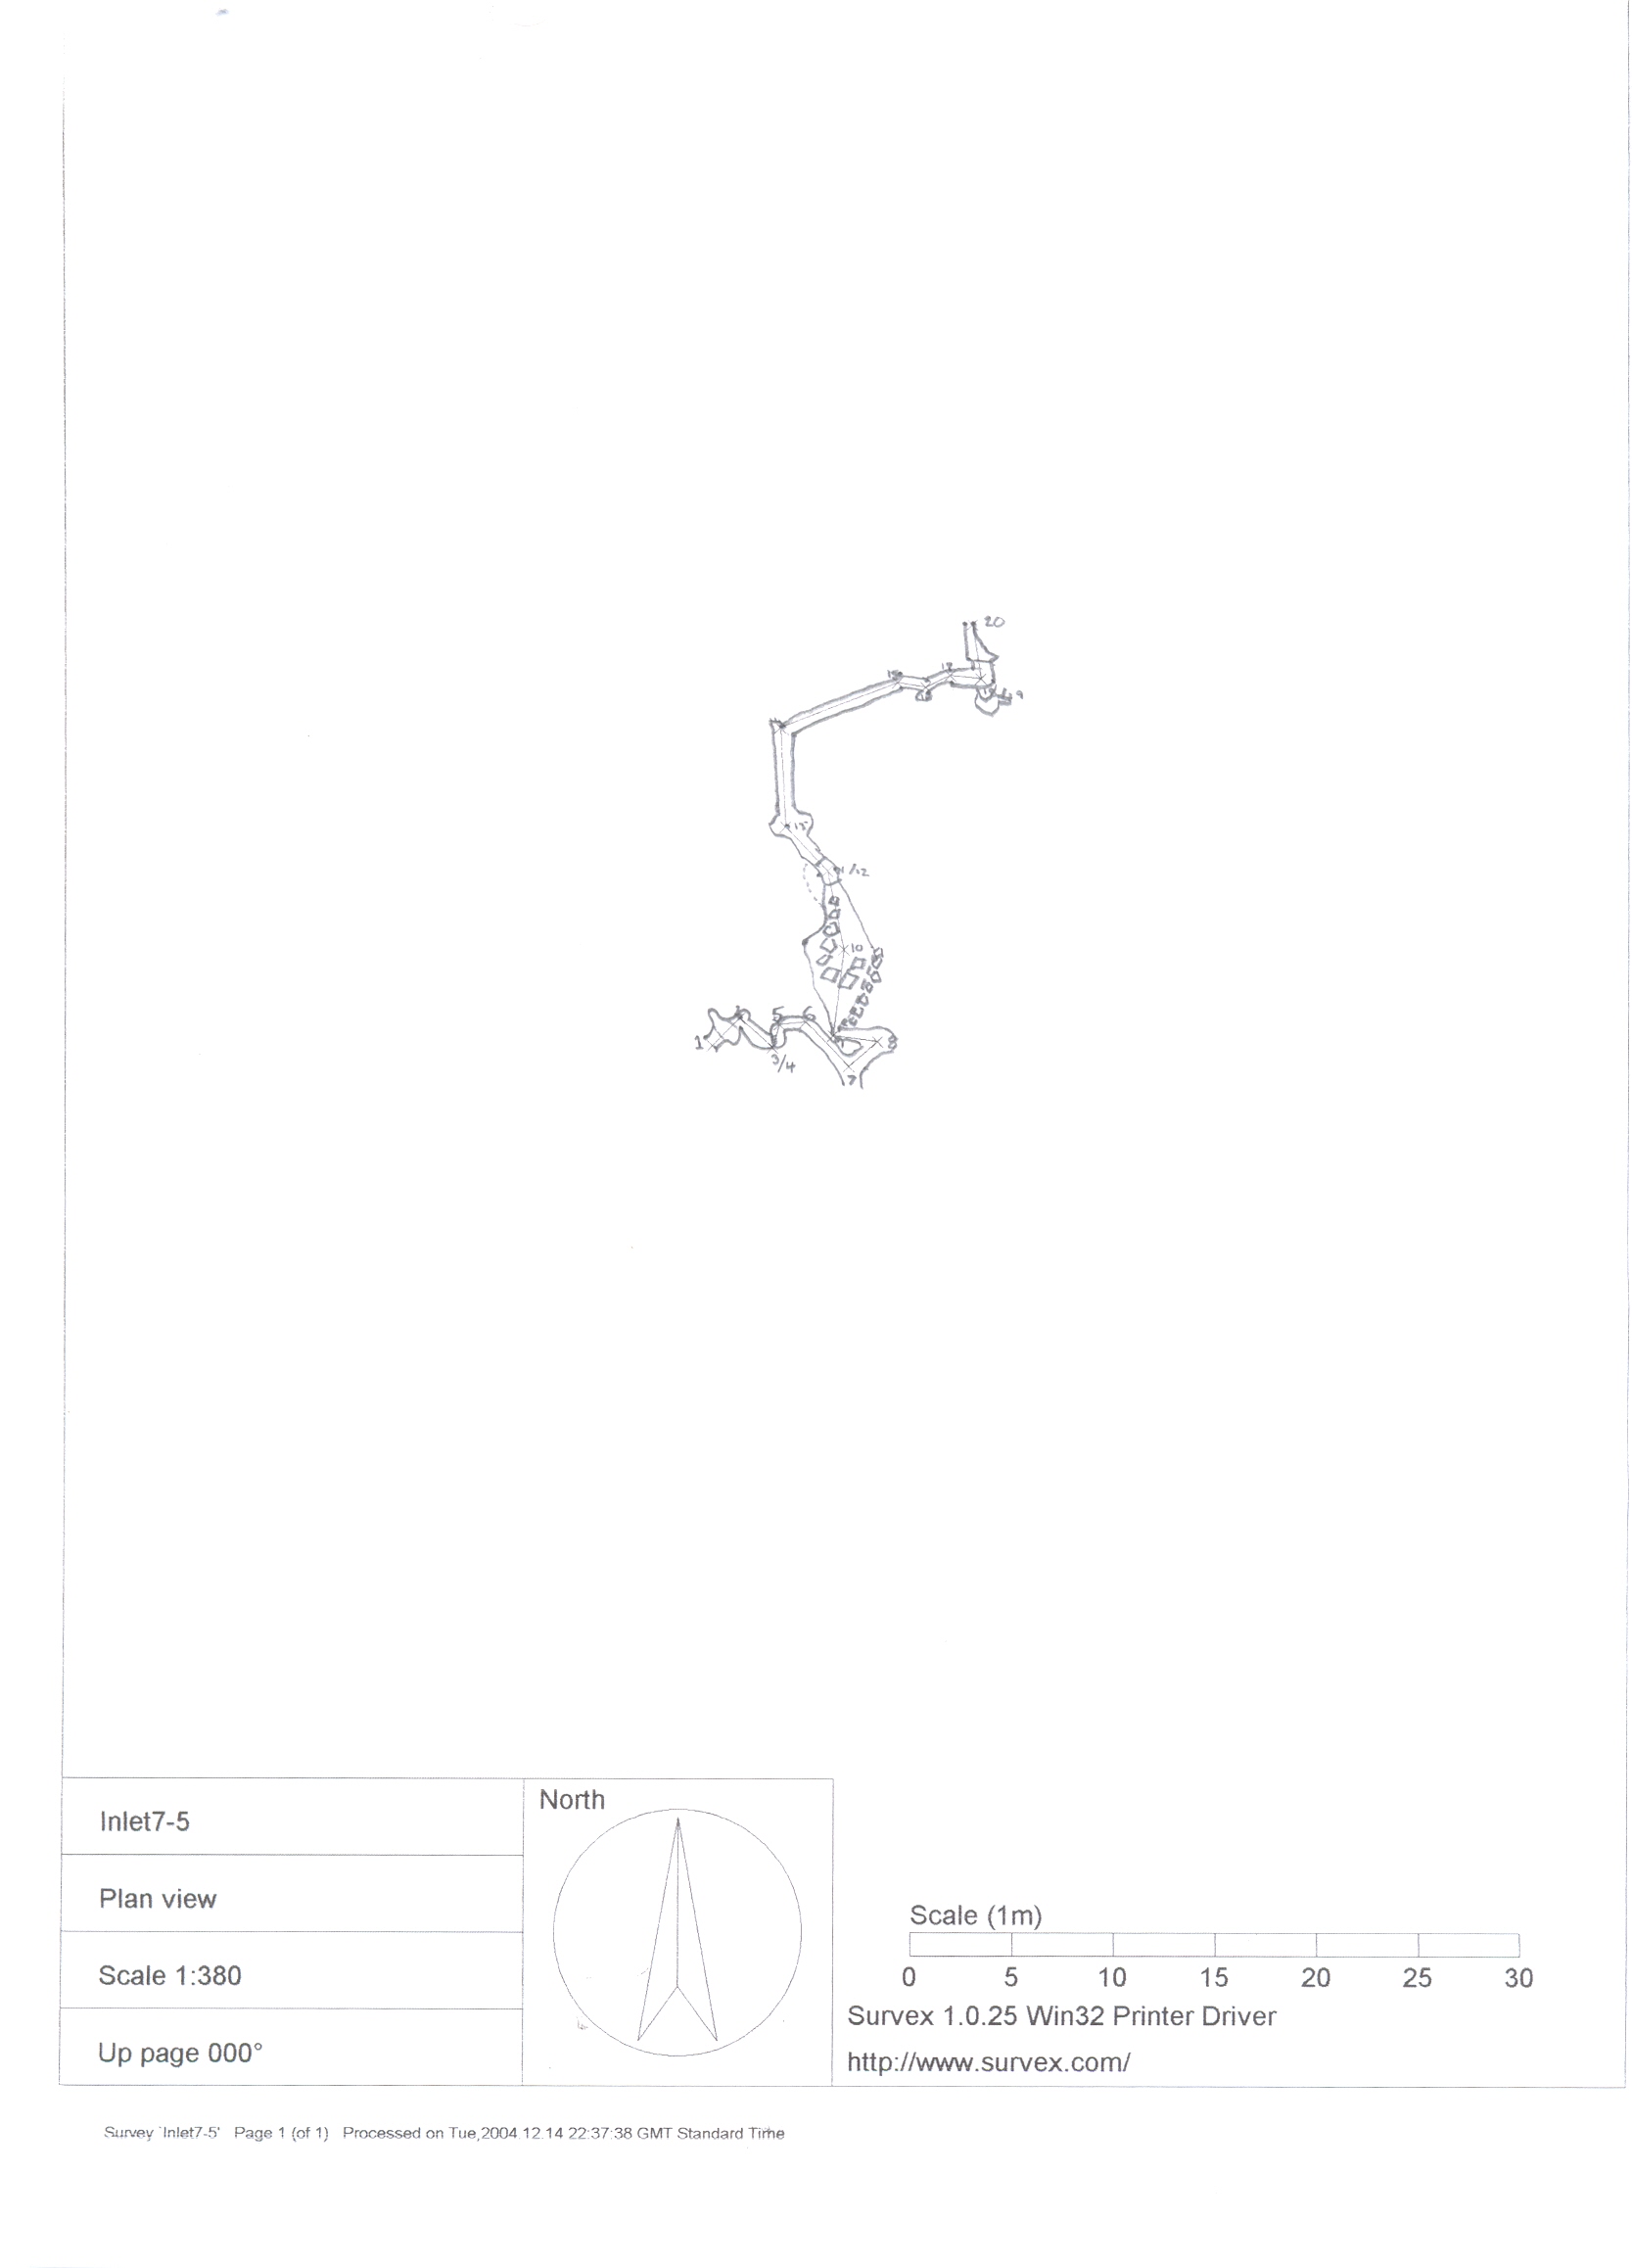 20
17
19
15
13
11/12
10
1
5
6
3/4
8
7
Inlet7-5
Plan view
Scale 1:380
Up page 000°
North
Scale (1m)
0 5 10 15 20 25 30
Survex 1.0.25 Win32 Printer Driver
http://www.survex.com/
Survey `Inlet7-5' Page 1 (of 1) Processed on Tue,2004.12.14 22:37:38 GMT Standard Time